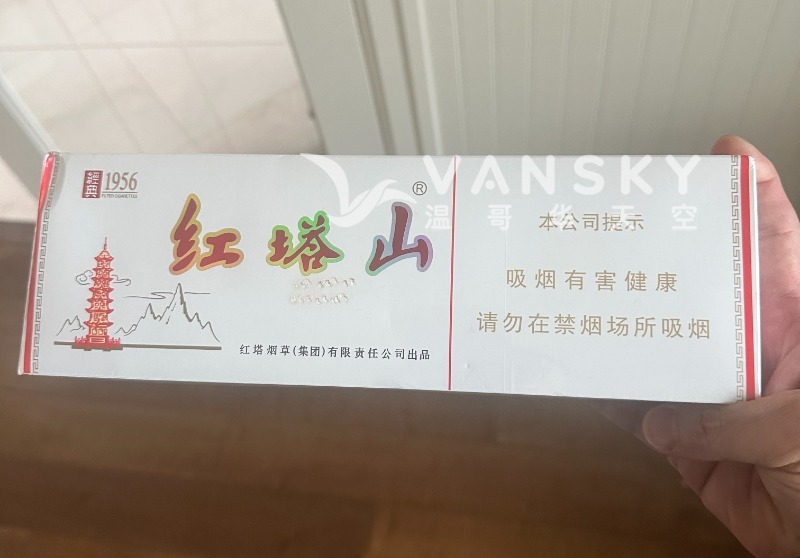 經典 1956
FILTER CIGARETTES
红塔山®
红塔烟草(集团)有限责任公司出品
本公司提示
吸烟有害健康
请勿在禁烟场所吸烟
VANSKY
温哥华天空